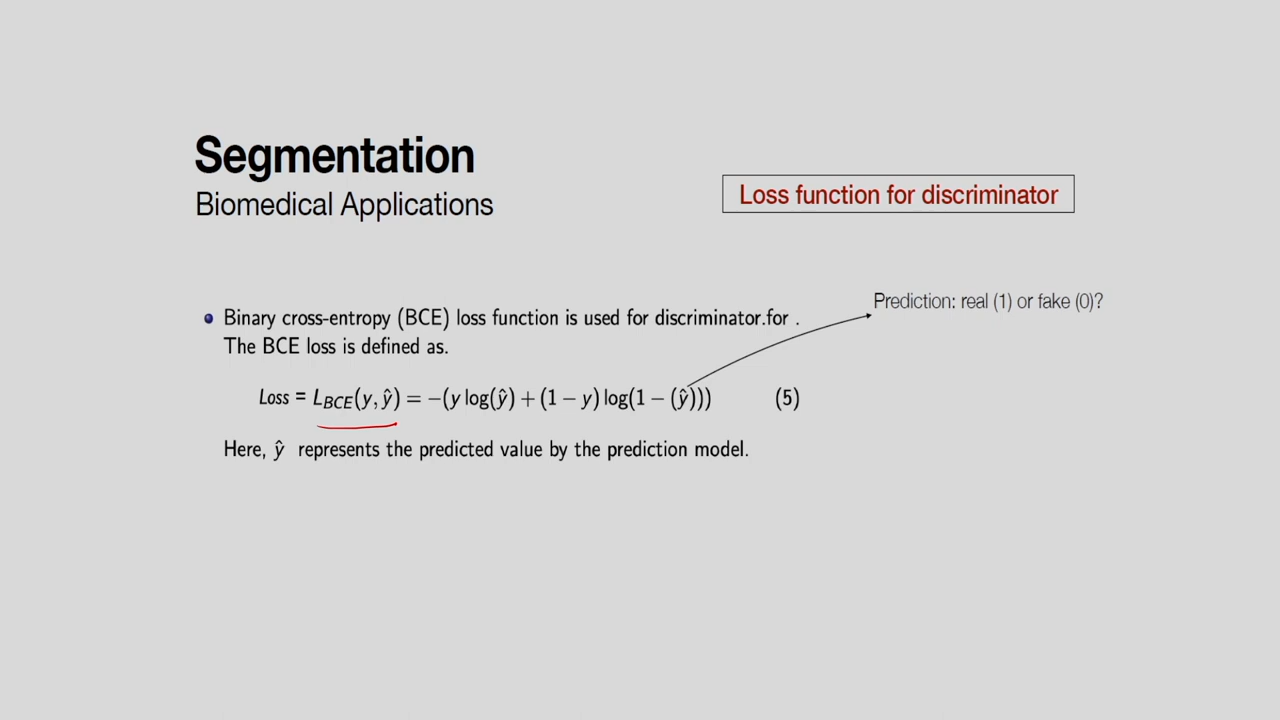 Segmentation
Biomedical Applications
Loss function for discriminator
Prediction: real (1) or fake (0)?
Binary cross-entropy (BCE) loss function is used for discriminator.for .
The BCE loss is defined as.
Loss = L_BCE(y, ŷ) = −(y log(ŷ) + (1 − y) log(1 − (ŷ))) (5)
Here, ŷ represents the predicted value by the prediction model.